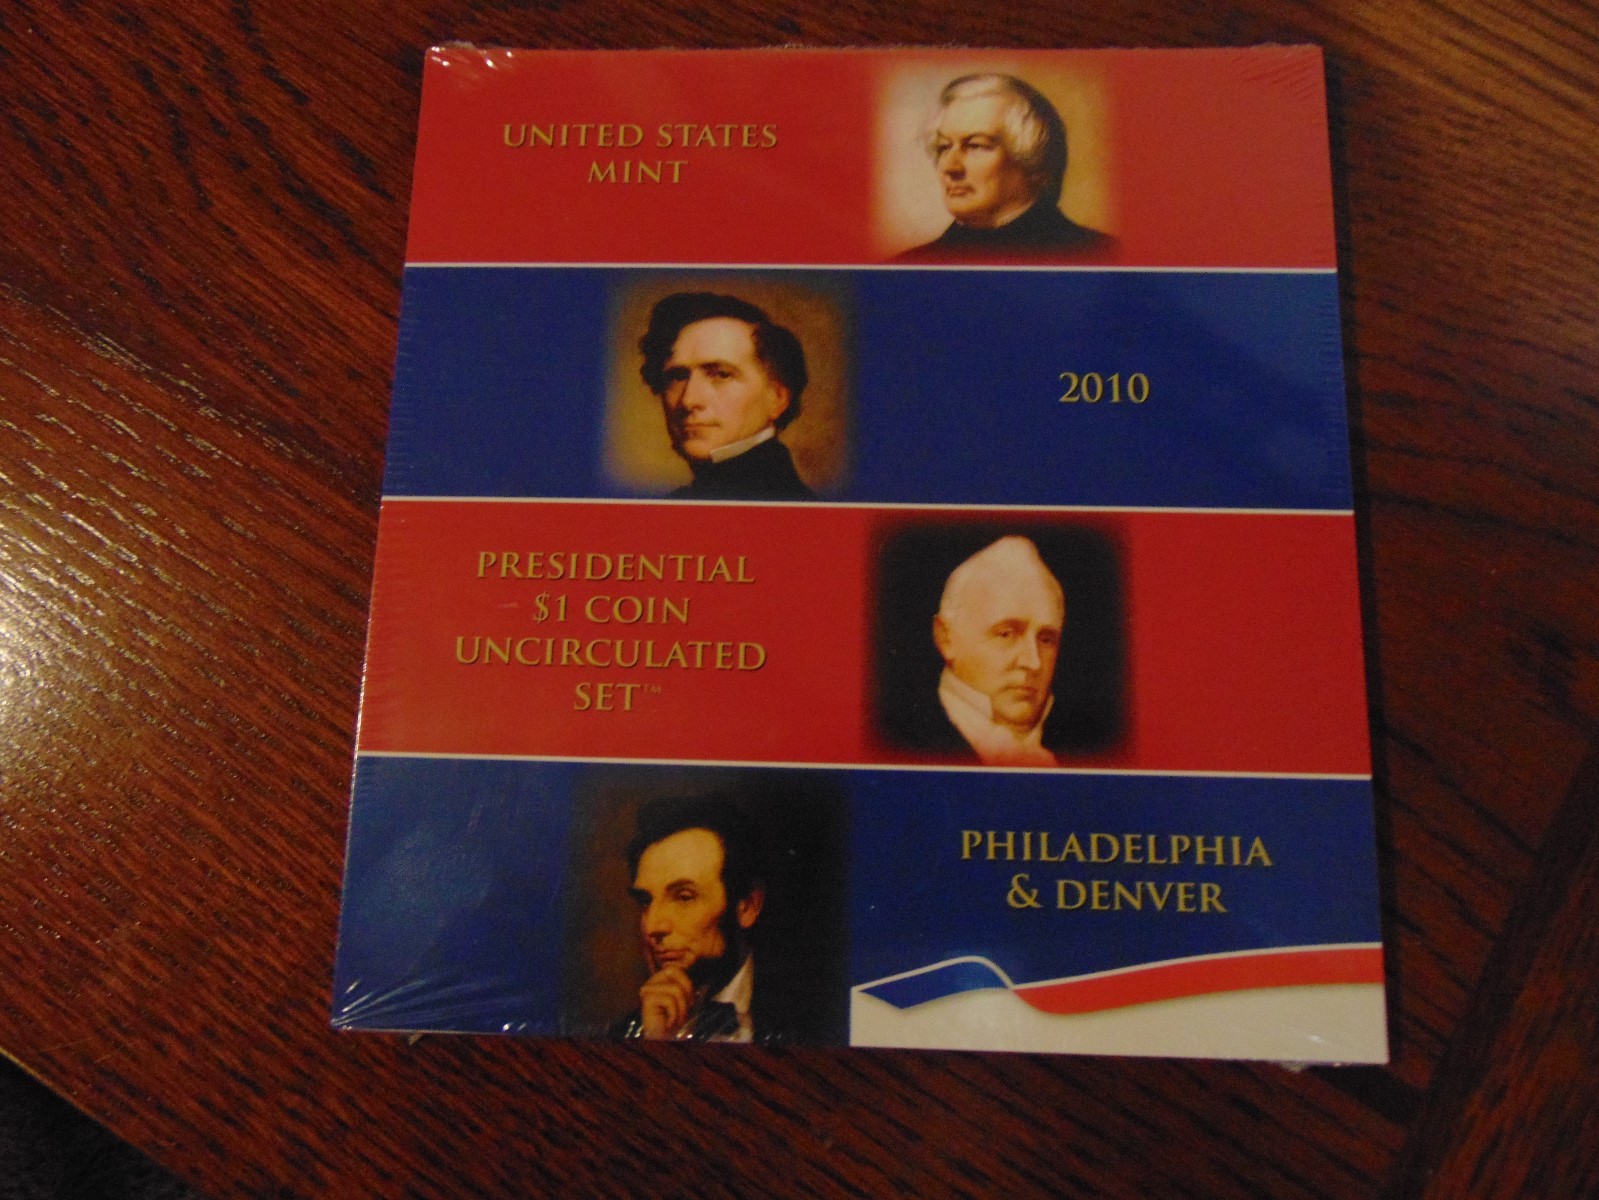 UNITED STATES
MINT
2010
PRESIDENTIAL
$1 COIN
UNCIRCULATED
SET™
PHILADELPHIA
& DENVER